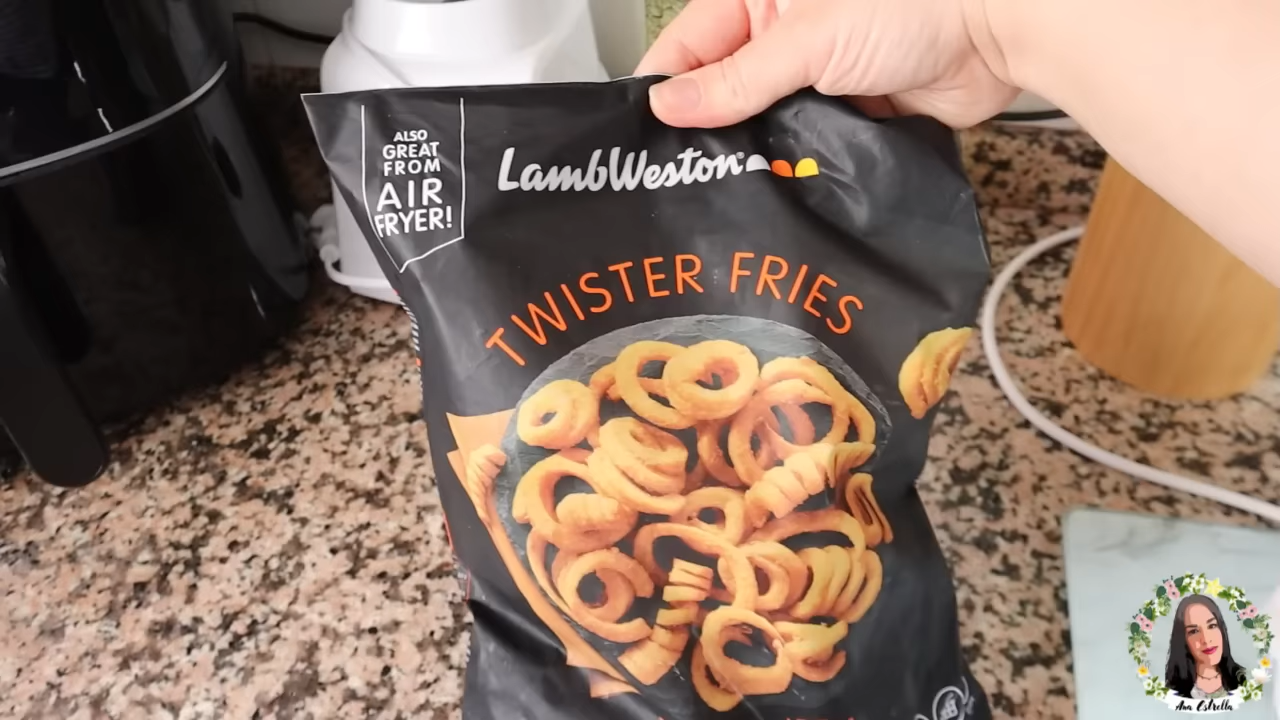 ALSO
GREAT
FROM
AIR
FRYER!
LambWeston
TWISTER FRIES
Ana Estrella